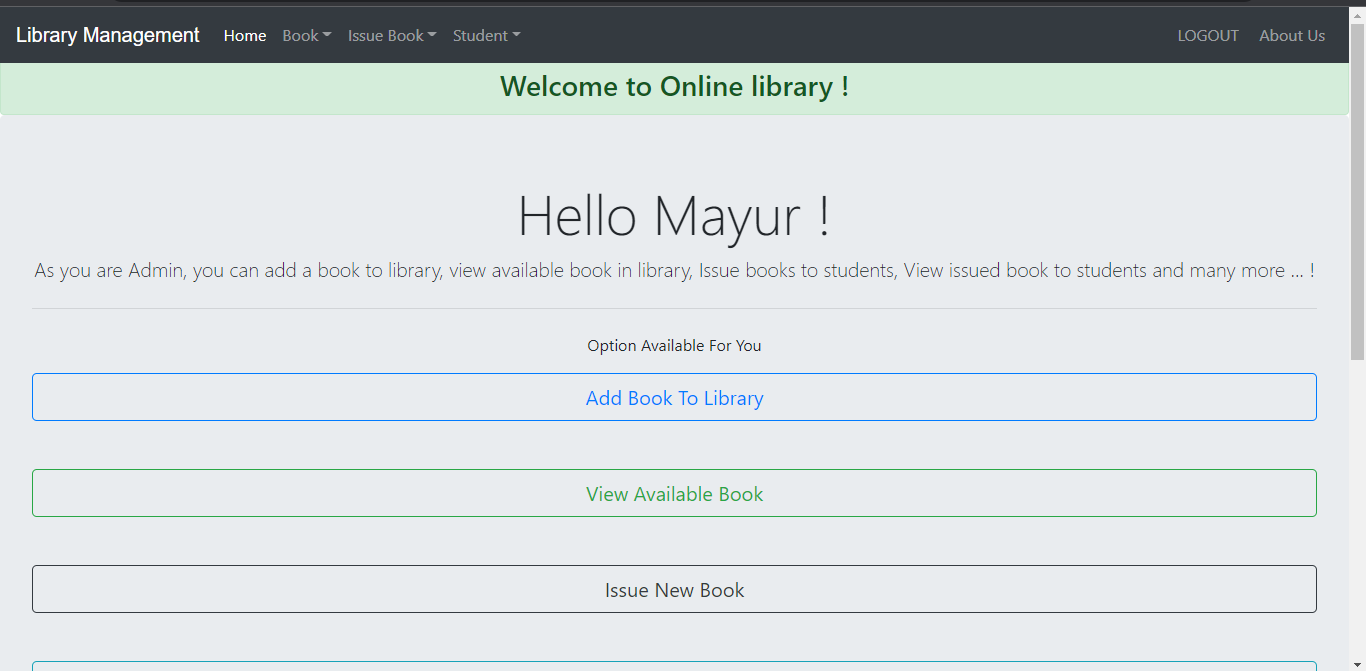 Library Management Home Book Issue Book Student LOGOUT About Us
Welcome to Online library !
Hello Mayur !
As you are Admin, you can add a book to library, view available book in library, Issue books to students, View issued book to students and many more ... !
Option Available For You
Add Book To Library
View Available Book
Issue New Book